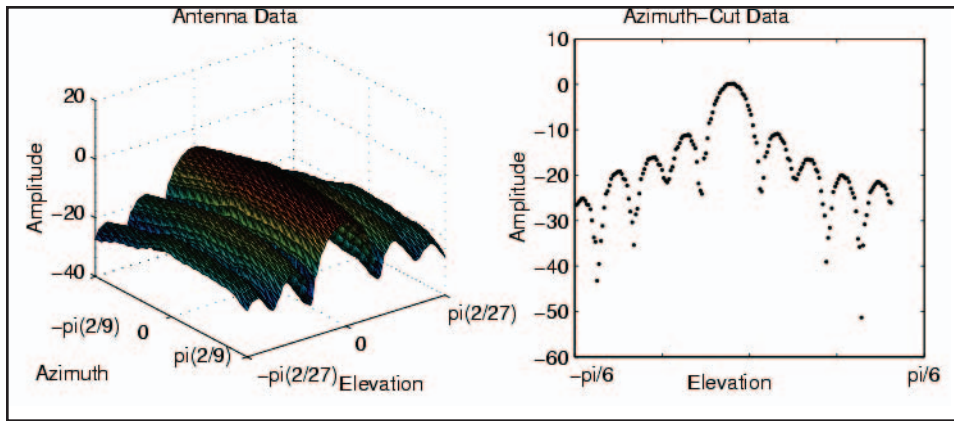 Antenna Data
20
0
-20
-40
Amplitude
-pi(2/9)
0
pi(2/9)
Azimuth
-pi(2/27)
0
pi(2/27)
Elevation
Azimuth-Cut Data
10
0
-10
-20
-30
-40
-50
-60
Amplitude
-pi/6
pi/6
Elevation